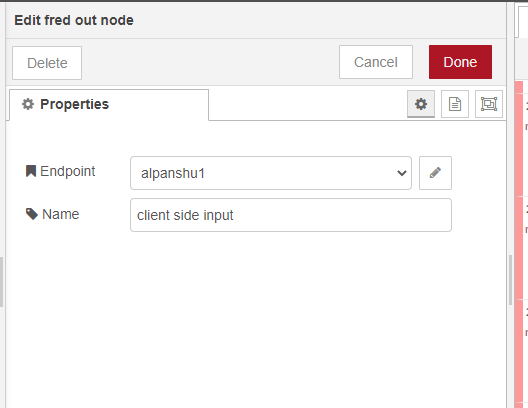 Edit fred out node
Delete
Cancel
Done
Properties
Endpoint
alpanshu1
Name
client side input